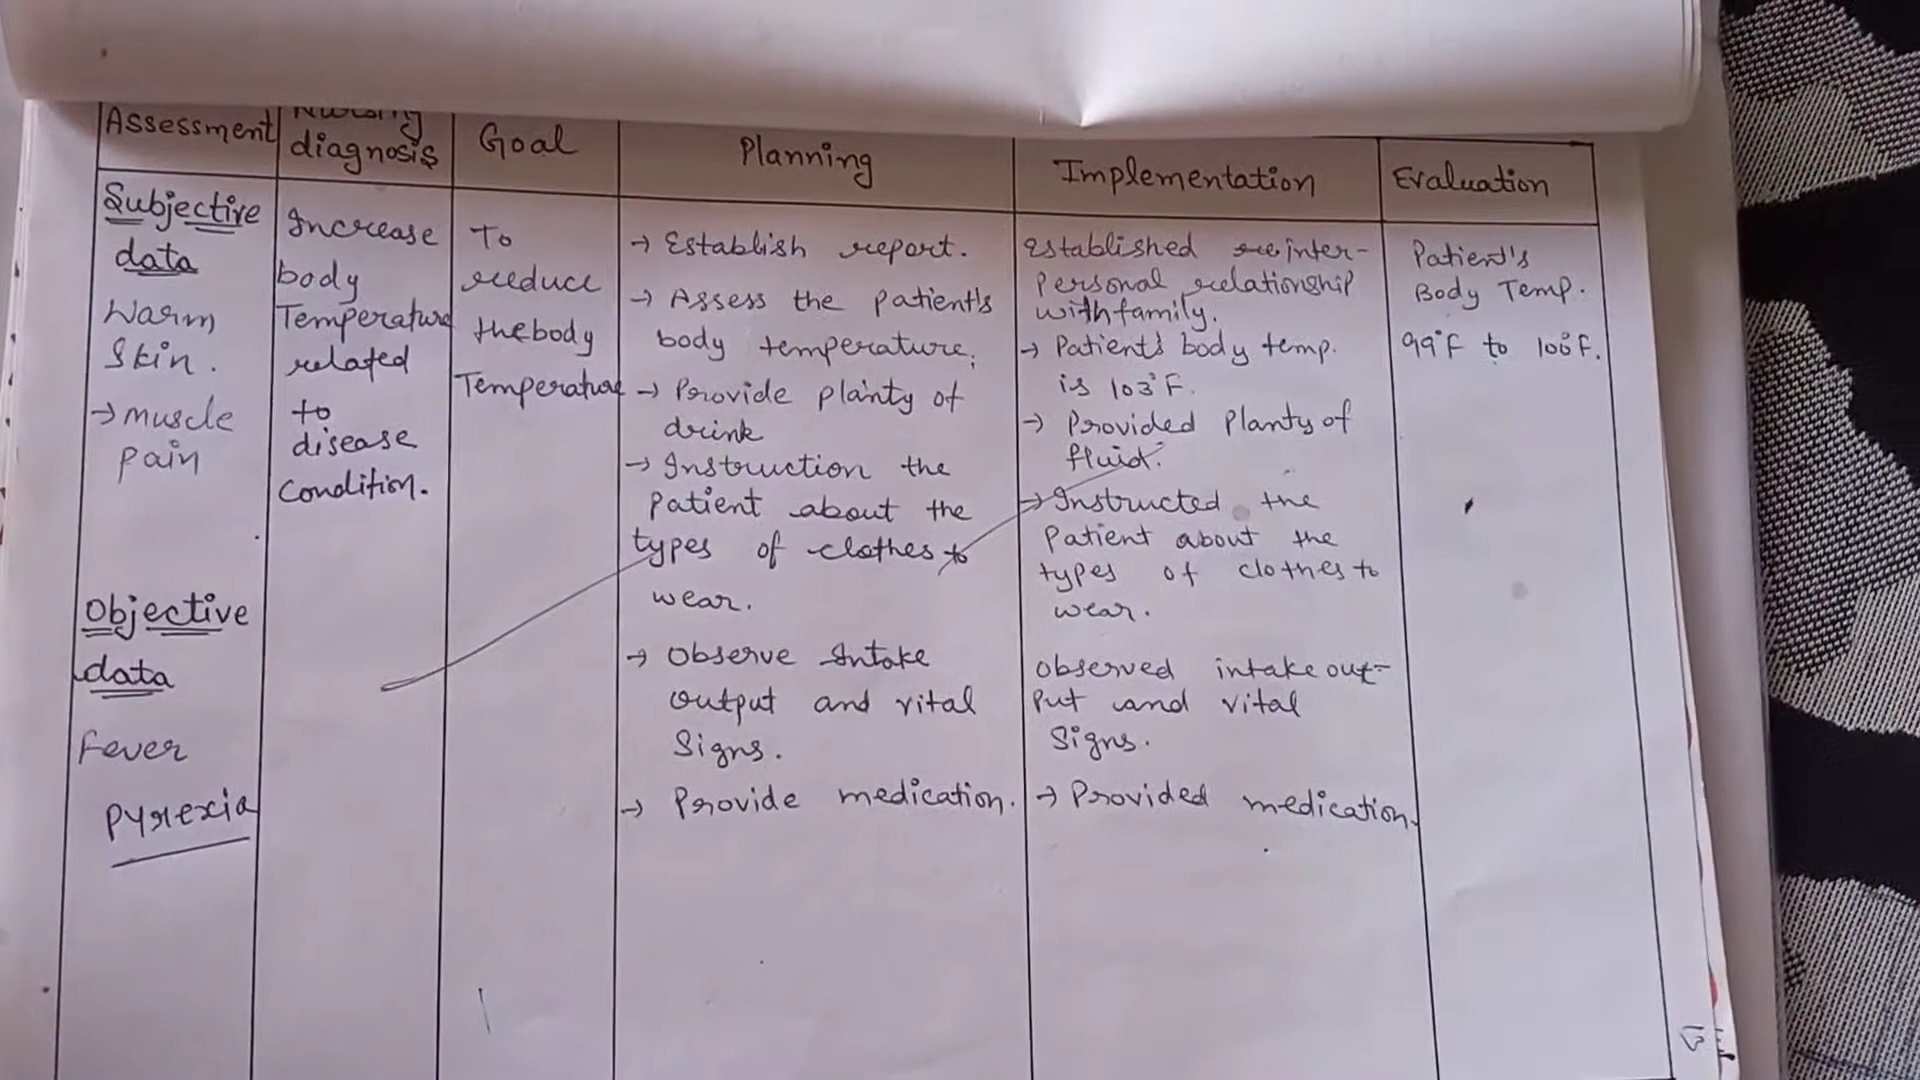 Assessment
Nursing
diagnosis
Goal
Planning
Implementation
Evaluation
Subjective
data
Warm
Skin.
→ muscle
pain
Objective
data
Fever
Pyrexia
Increase
body
Temperature
related
to
disease
condition.
To
reduce
the body
Temperature
→ Establish report.
→ Assess the patient's
body temperature.
→ Provide planty of
drink
→ Instruction the
patient about the
types of clothes to
wear.
→ Observe Intake
output and vital
Signs.
→ Provide medication.
Established inter-
Personal relationship
with family.
→ Patient's body temp.
is 103°F.
→ Provided Planty of
fluid.
→ Instructed the
Patient about the
types of clothes to
wear.
Observed intake out-
Put and vital
Signs.
→ Provided medication.
Patient's
Body Temp.
99°F to 100°F.